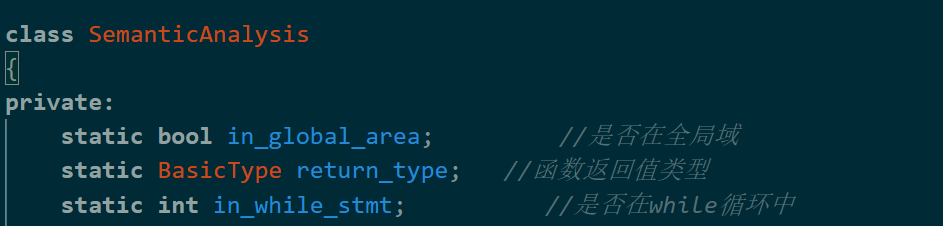 class SemanticAnalysis
{
private:
    static bool in_global_area;         //是否在全局域
    static BasicType return_type;   //函数返回值类型
    static int in_while_stmt;          //是否在while循环中